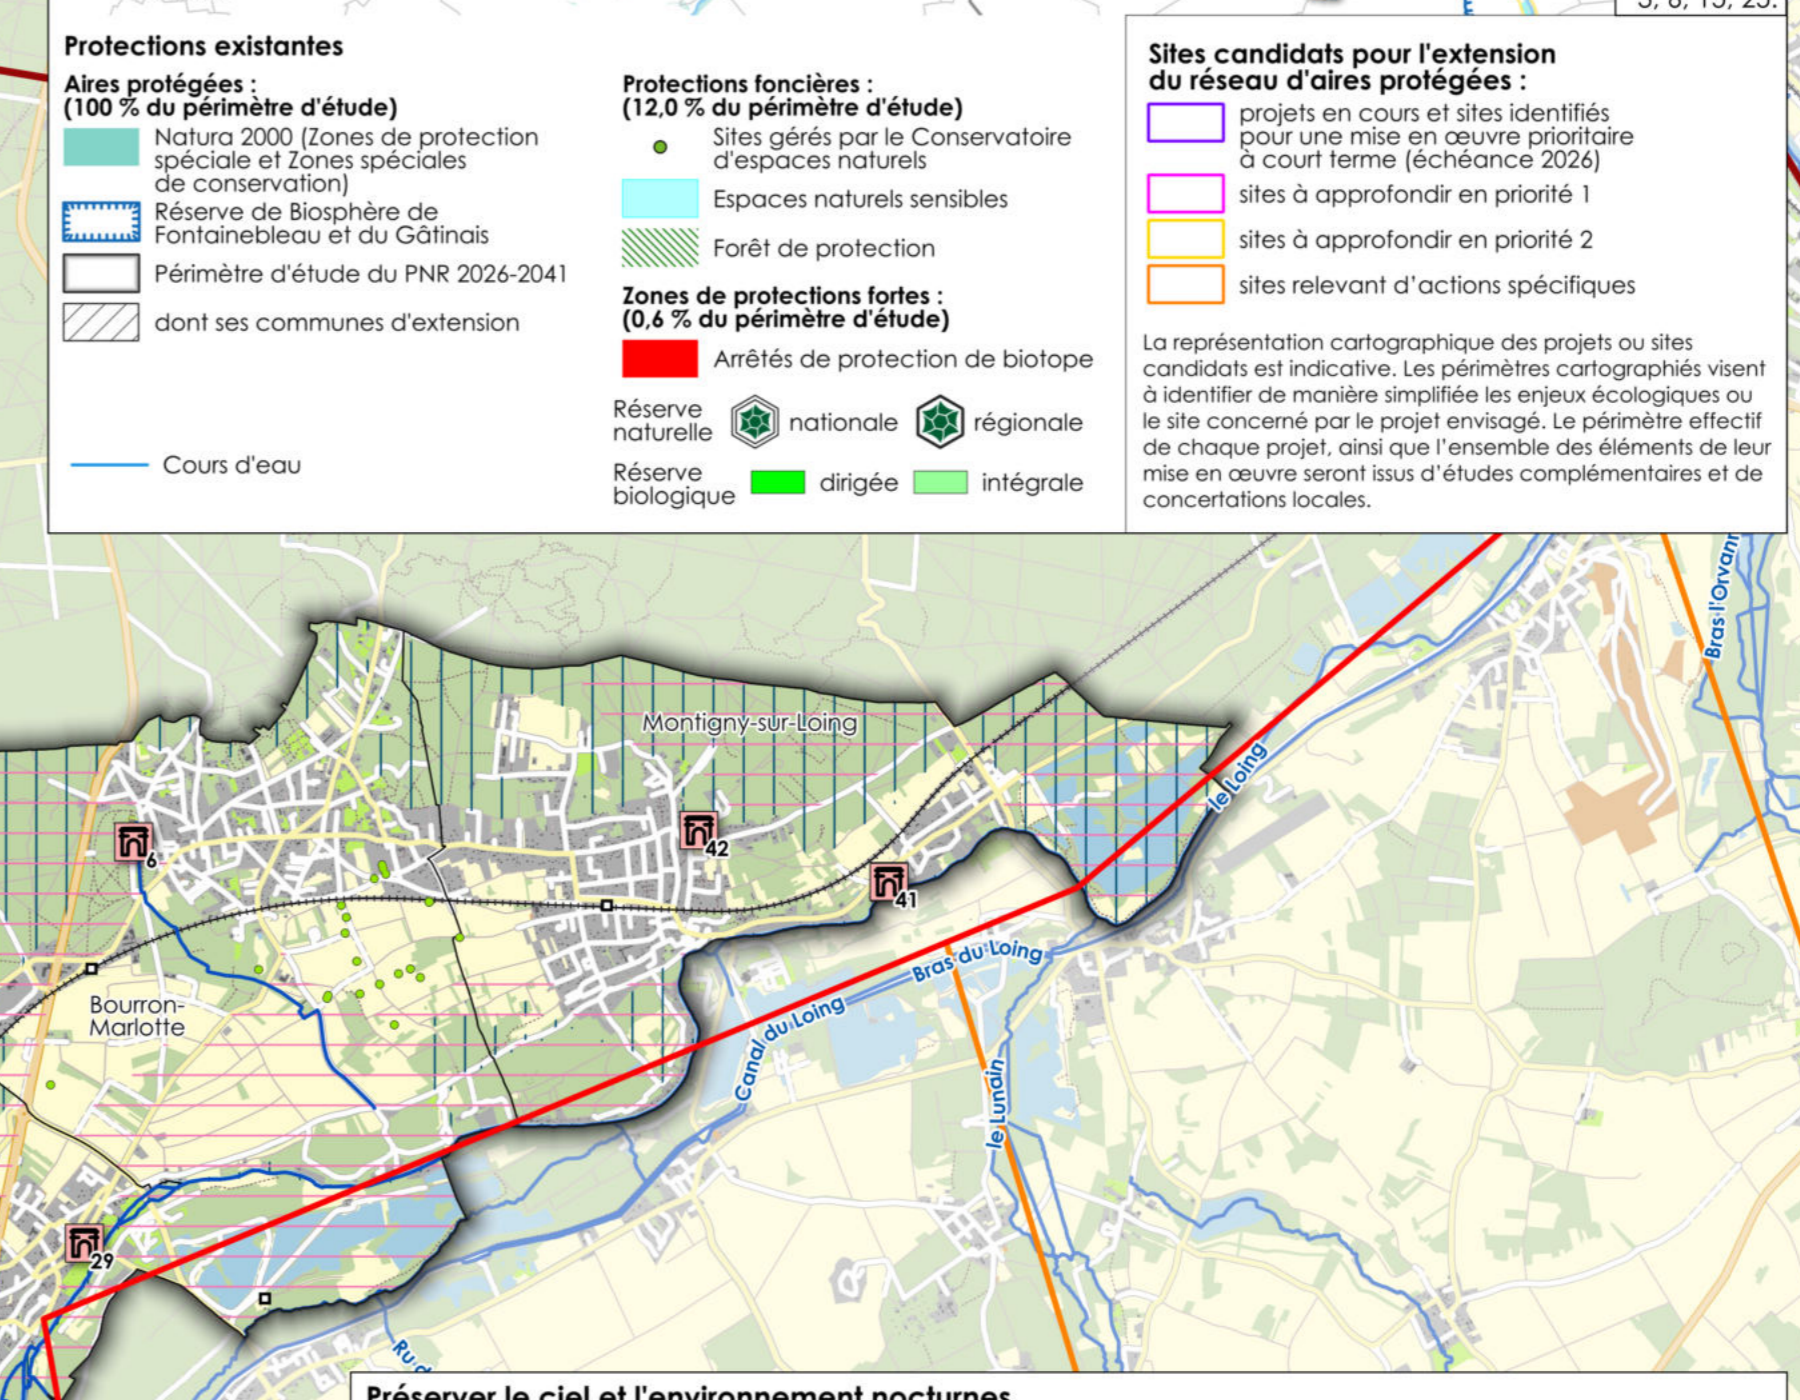 Protections existantes
Aires protégées :
(100 % du périmètre d'étude)
Natura 2000 (Zones de protection
spéciale et Zones spéciales
de conservation)
Réserve de Biosphère de
Fontainebleau et du Gâtinais
Périmètre d'étude du PNR 2026-2041
dont ses communes d'extension
Cours d'eau
Protections foncières :
(12,0 % du périmètre d'étude)
Sites gérés par le Conservatoire
d'espaces naturels
Espaces naturels sensibles
Forêt de protection
Zones de protections fortes :
(0,6 % du périmètre d'étude)
Arrêtés de protection de biotope
Réserve
naturelle
nationale
régionale
Réserve
biologique
dirigée
intégrale
Sites candidats pour l'extension
du réseau d'aires protégées :
projets en cours et sites identifiés
pour une mise en œuvre prioritaire
à court terme (échéance 2026)
sites à approfondir en priorité 1
sites à approfondir en priorité 2
sites relevant d’actions spécifiques
La représentation cartographique des projets ou sites
candidats est indicative. Les périmètres cartographiés visent
à identifier de manière simplifiée les enjeux écologiques ou
le site concerné par le projet envisagé. Le périmètre effectif
de chaque projet, ainsi que l’ensemble des éléments de leur
mise en œuvre seront issus d’études complémentaires et de
concertations locales.
Bras l'Orvann
Montigny-sur-Loing
le Loing
6
42
41
Bras du Loing
Bourron-
Marlotte
Canal du Loing
le Lunain
29
Ru d
Préserver le ciel et l'environnement nocturnes